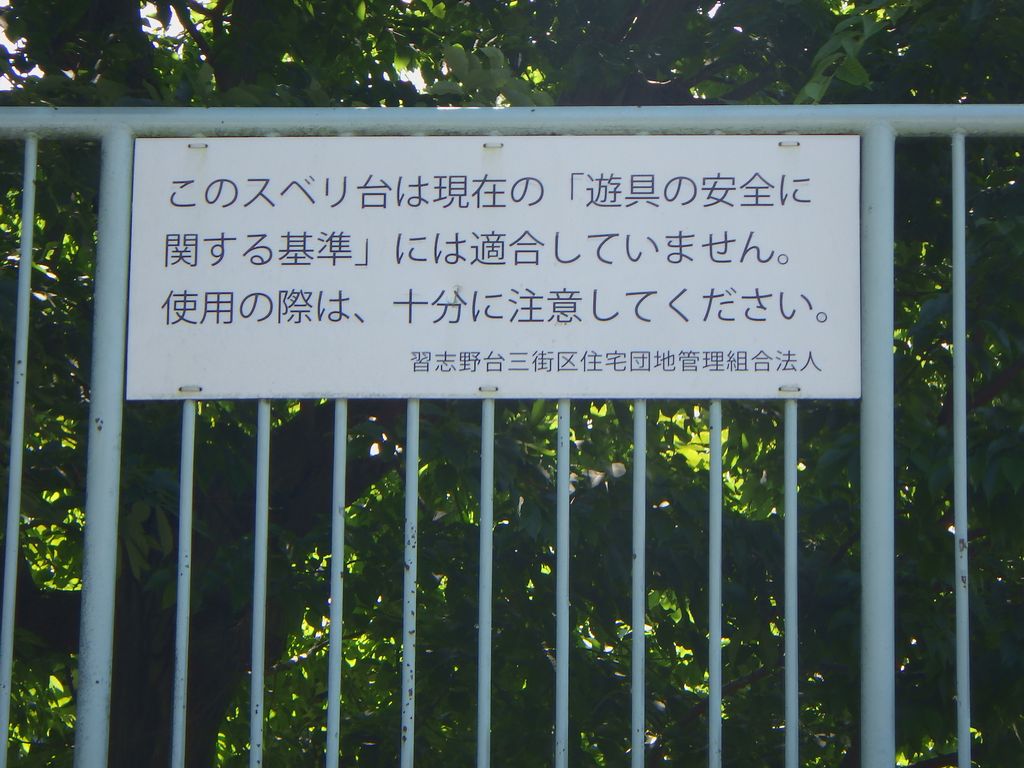 このスベリ台は現在の「遊具の安全に
関する基準」には適合していません。
使用の際は、十分に注意してください。
習志野台三街区住宅団地管理組合法人